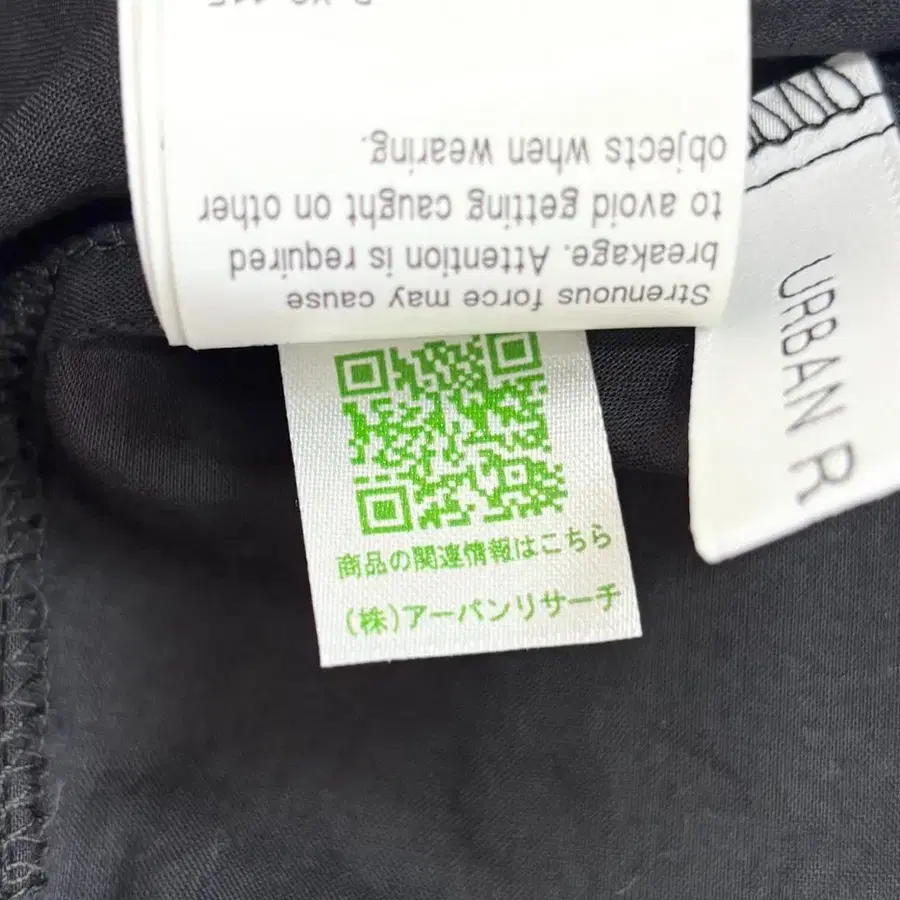 Strenuous force may cause
breakage. Attention is required
to avoid getting caught on other
objects when wearing.
商品の関連情報はこちら
(株)アーバンリサーチ
URBAN R